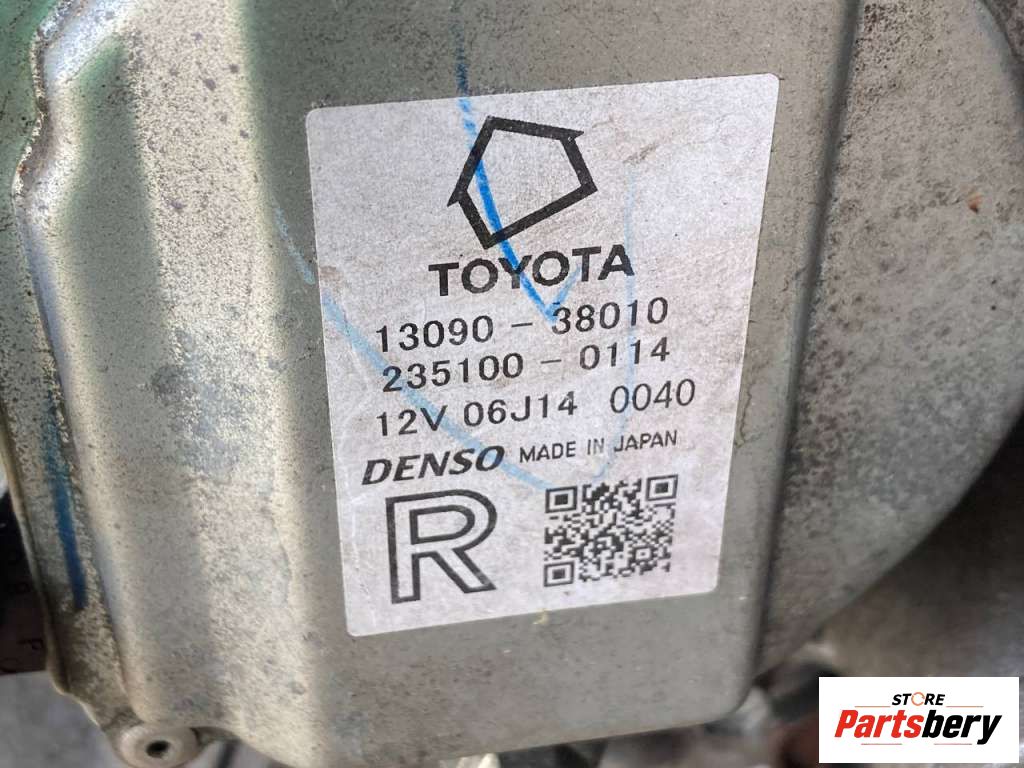 TOYOTA
13090 - 38010
235100 - 0114
12V 06J14 0040
DENSO MADE IN JAPAN
R
STORE
Partsbery